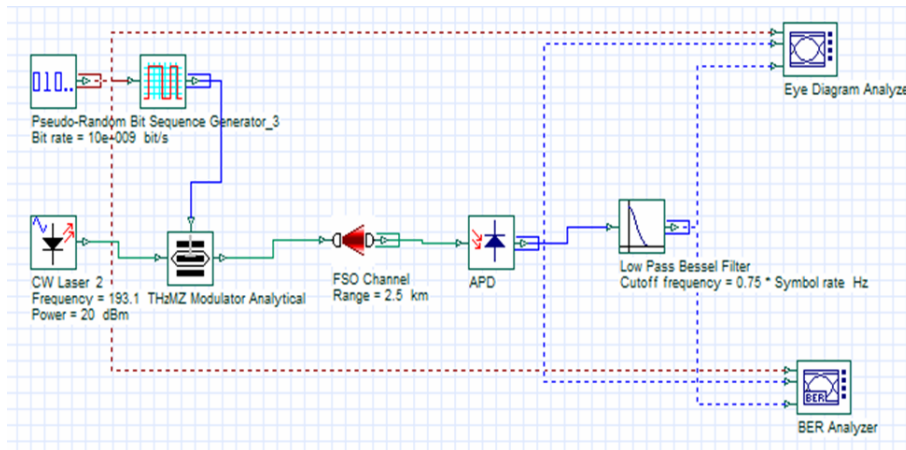 010..
Pseudo-Random Bit Sequence Generator_3
Bit rate = 10e-009 bit/s
Eye Diagram Analyze
CW Laser 2
Frequency = 193.1
Power = 20 dBm
THzMZ Modulator Analytical
FSO Channel
Range = 2.5 km
APD
Low Pass Bessel Filter
Cutoff frequency = 0.75 * Symbol rate Hz
BER
BER Analyzer